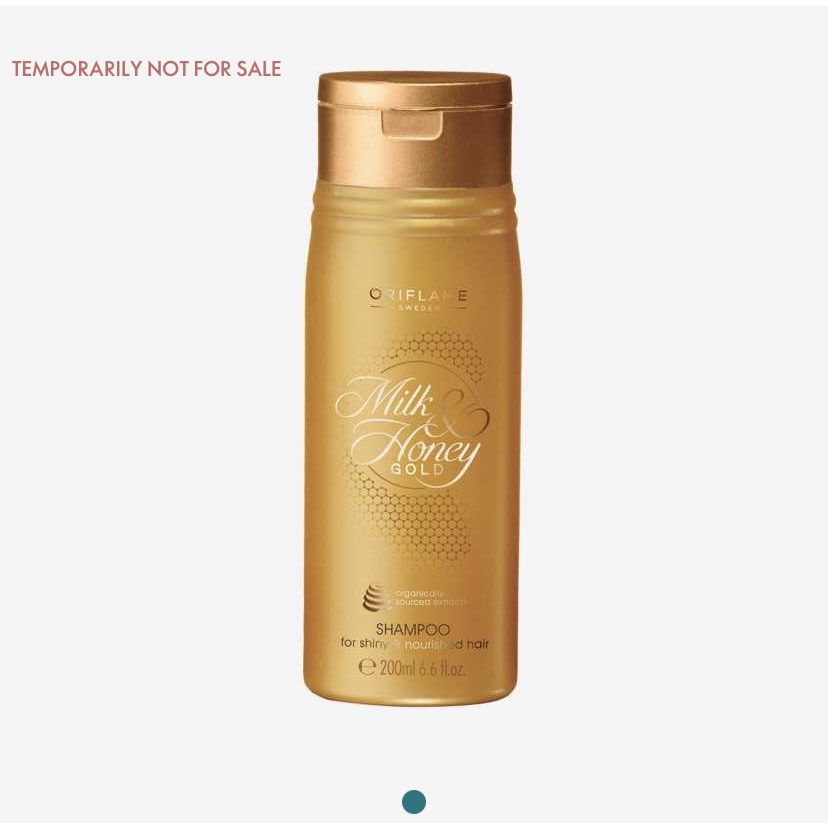 TEMPORARILY NOT FOR SALE
ORIFLAME
SWEDEN
Milk &
Honey
GOLD
organically
sourced extracts
SHAMPOO
for shiny & nourished hair
℮ 200ml 6.6 fl.oz.